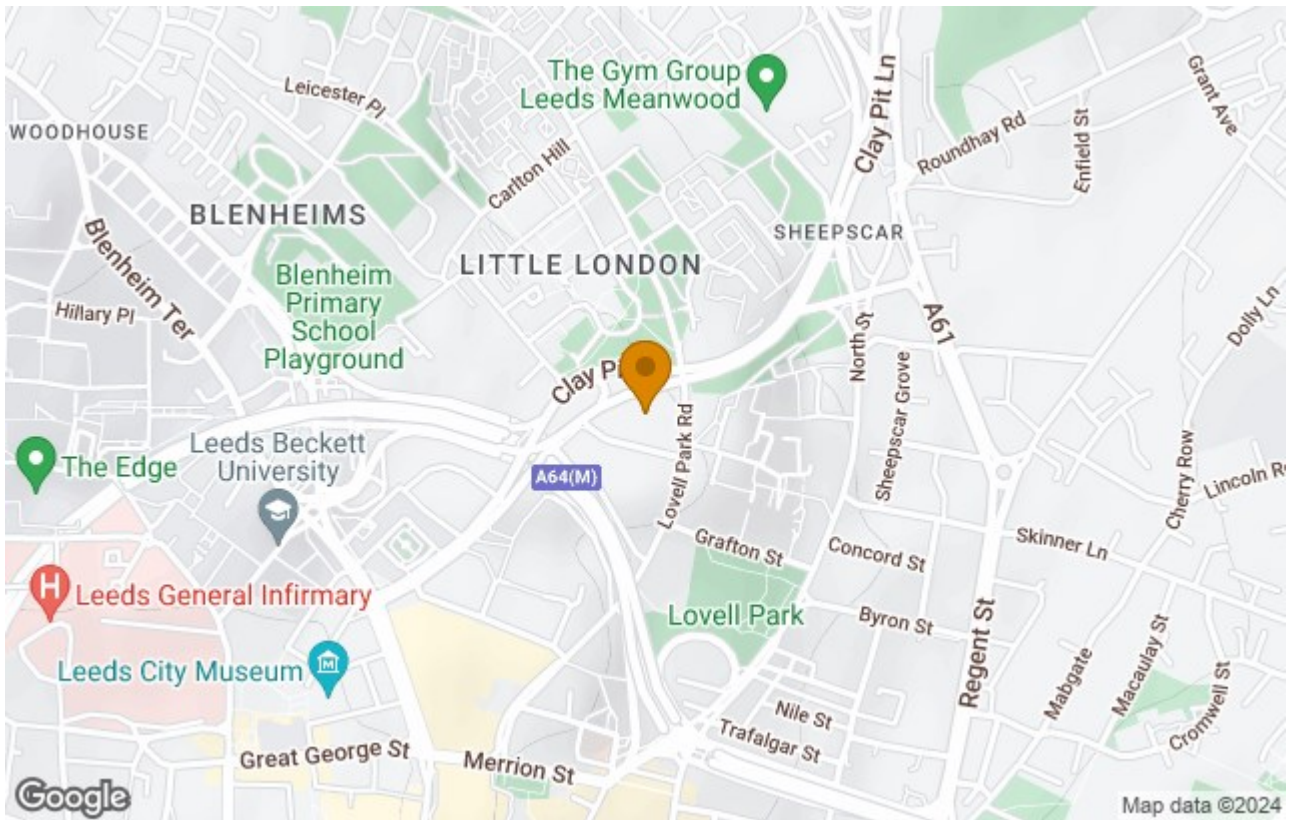 The Gym Group
Leeds Meanwood
Clay Pit Ln
Grant Ave
Leicester Pl
WOODHOUSE
Roundhay Rd
Enfield St
Carlton Hill
BLENHEIMS
SHEEPSCAR
Blenheim Ter
LITTLE LONDON
Blenheim
Primary
School
Playground
Hillary Pl
Dolly Ln
A61
North St
Clay Pi
Sheepscar Grove
Leeds Beckett
University
The Edge
A64(M)
Lovell Park Rd
Cherry Row
Lincoln R
Skinner Ln
Grafton St
Concord St
H
Leeds General Infirmary
Lovell Park
Byron St
Regent St
Mabgate
Macaulay St
Cromwell St
Leeds City Museum
M
Nile St
Trafalgar St
Great George St
Merrion St
Google
Map data ©2024